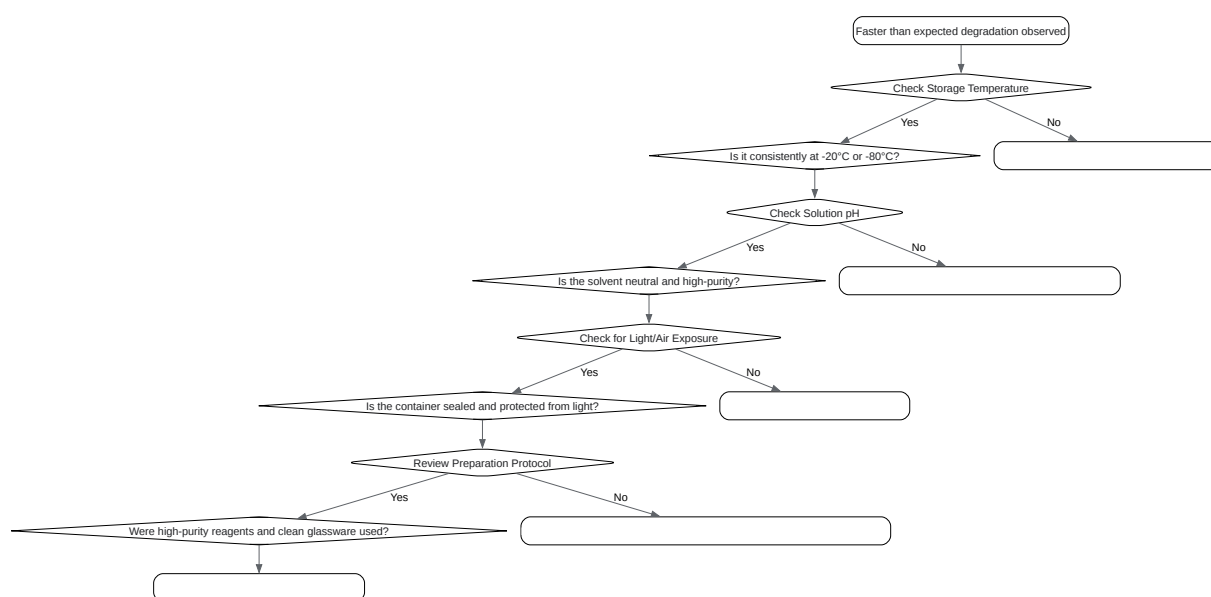 Faster than expected degradation observed
Check Storage Temperature
Yes
No
Is it consistently at -20°C or -80°C?
Check Solution pH
Yes
No
Is the solvent neutral and high-purity?
Check for Light/Air Exposure
Yes
No
Is the container sealed and protected from light?
Review Preparation Protocol
Yes
No
Were high-purity reagents and clean glassware used?